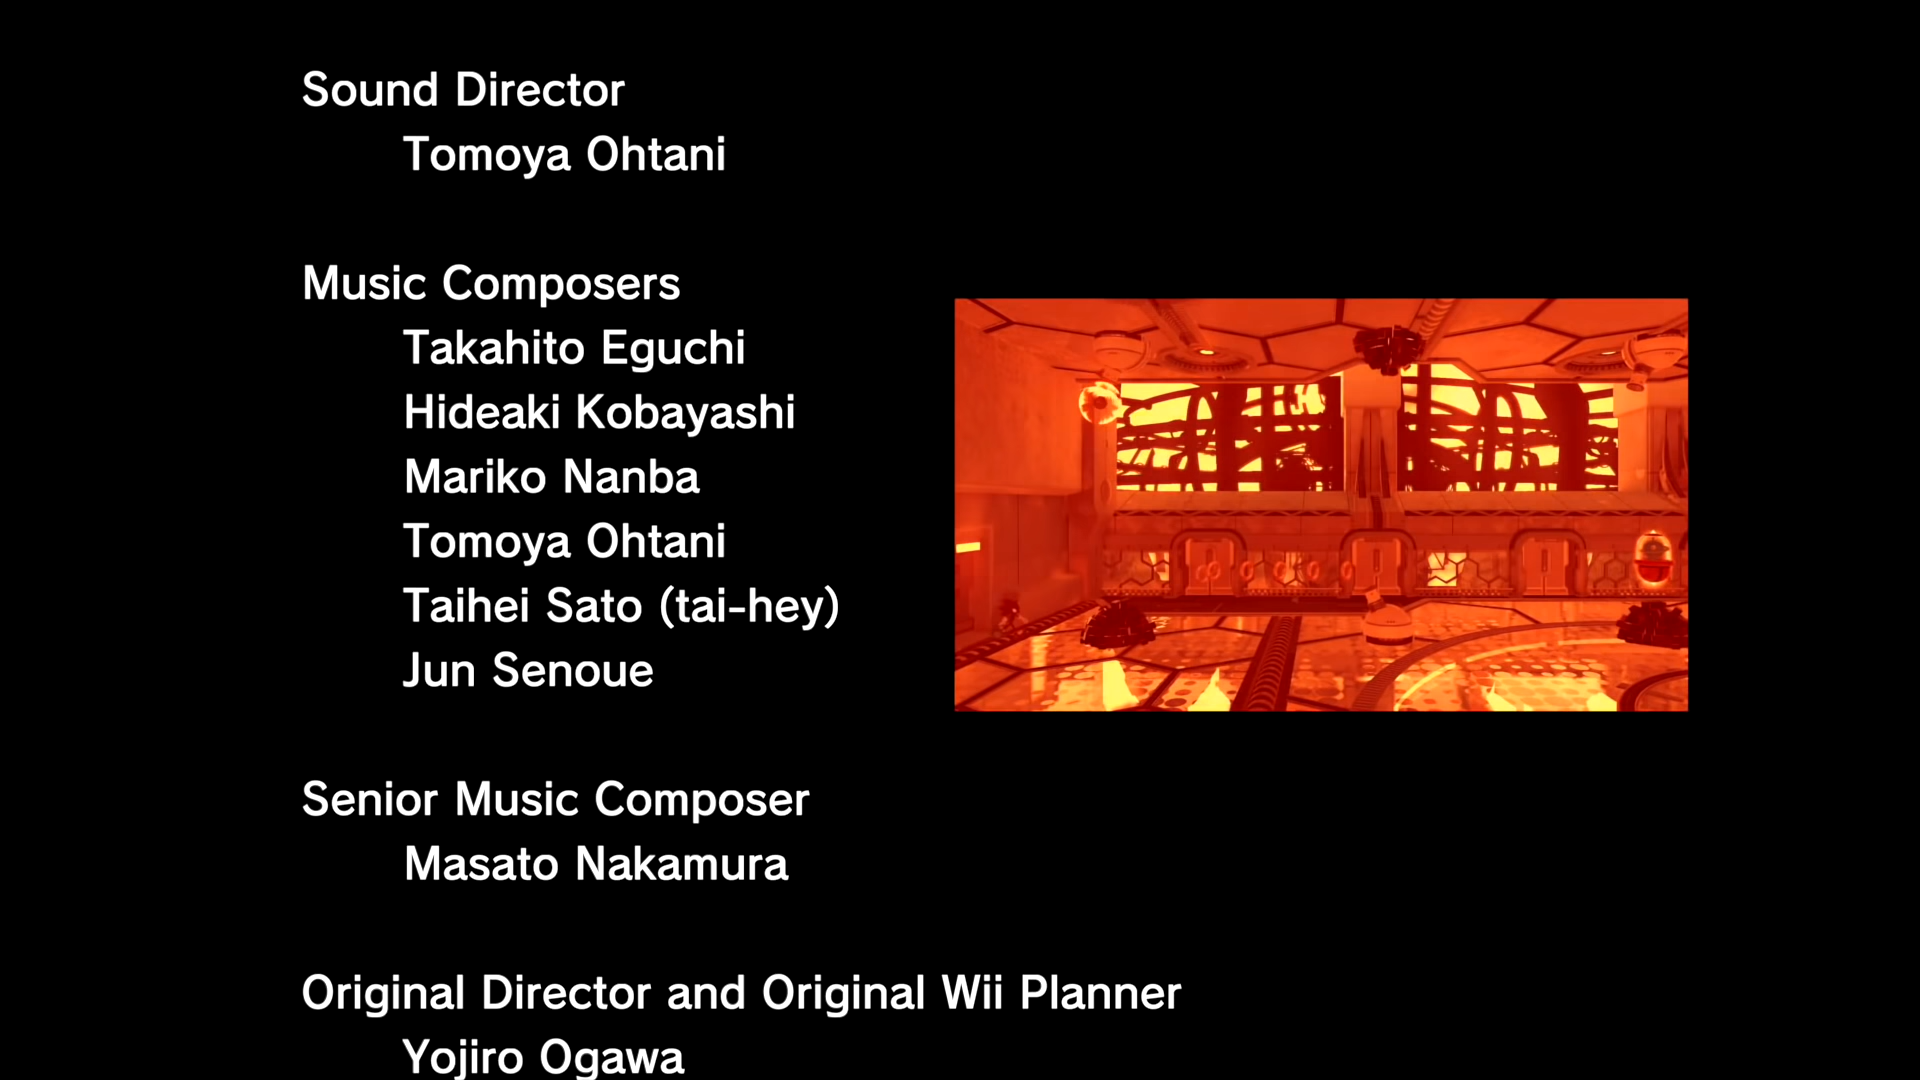 Sound Director
Tomoya Ohtani
Music Composers
Takahito Eguchi
Hideaki Kobayashi
Mariko Nanba
Tomoya Ohtani
Taihei Sato (tai-hey)
Jun Senoue
Senior Music Composer
Masato Nakamura
Original Director and Original Wii Planner
Yojiro Ogawa